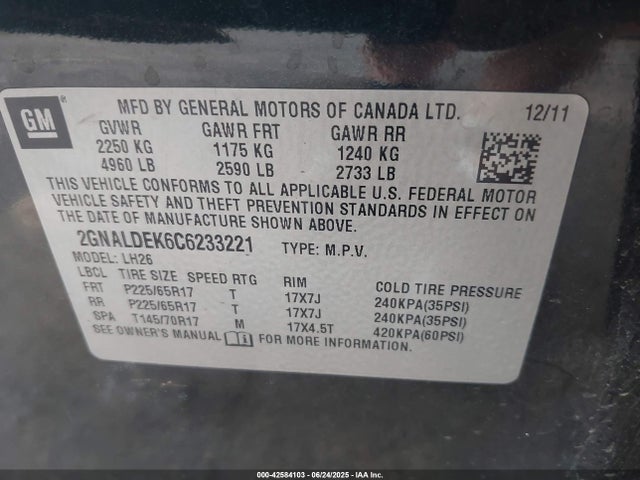 GM ®
MFD BY GENERAL MOTORS OF CANADA LTD. 12/11
GVWR GAWR FRT GAWR RR
2250 KG 1175 KG 1240 KG
4960 LB 2590 LB 2733 LB
THIS VEHICLE CONFORMS TO ALL APPLICABLE U.S. FEDERAL MOTOR
VEHICLE SAFETY AND THEFT PREVENTION STANDARDS IN EFFECT ON
THE DATE OF MANUFACTURE SHOWN ABOVE.
2GNALDEK6C6233221 TYPE: M.P.V.
MODEL: LH26
LBCL TIRE SIZE SPEED RTG RIM COLD TIRE PRESSURE
FRT P225/65R17 T 17X7J 240KPA(35PSI)
RR P225/65R17 T 17X7J 240KPA(35PSI)
SPA T145/70R17 M 17X4.5T 420KPA(60PSI)
SEE OWNER'S MANUAL FOR MORE INFORMATION.
000-42584103 - 06/24/2025 - IAA Inc.